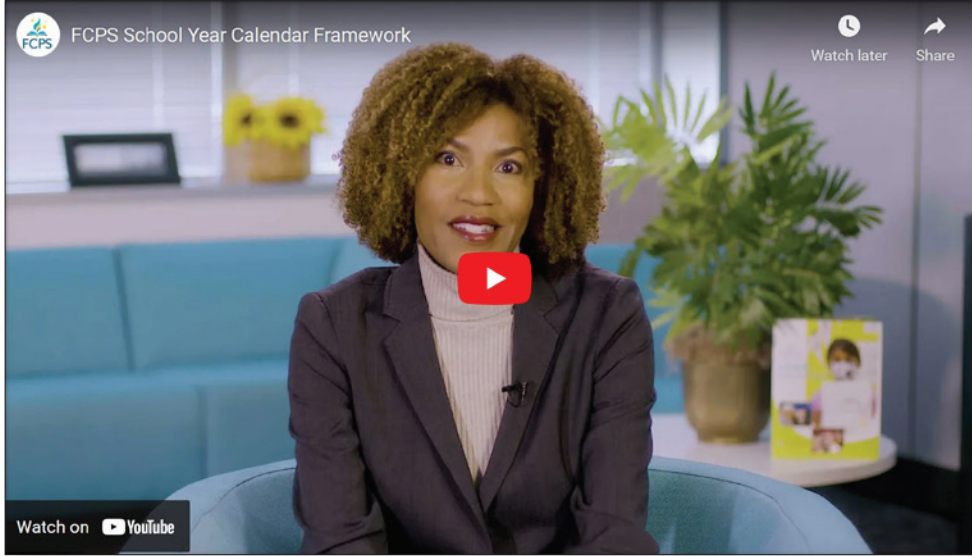 FCPS
FCPS School Year Calendar Framework
Watch later
Share
Watch on YouTube